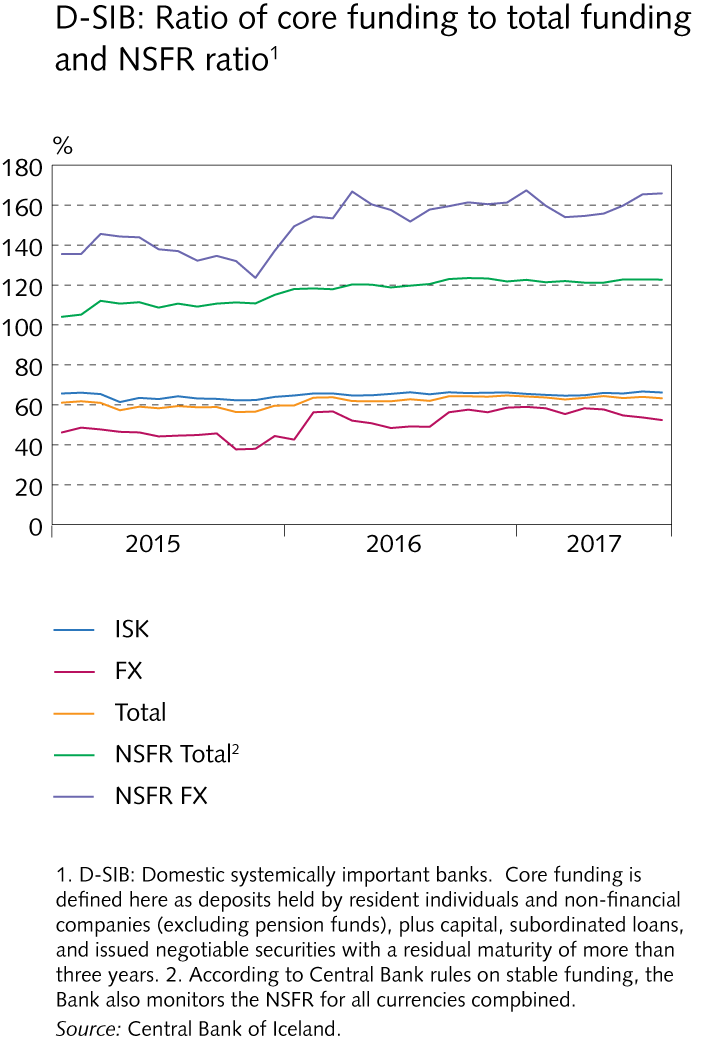 D-SIB: Ratio of core funding to total funding
and NSFR ratio¹
%
180
160
140
120
100
80
60
40
20
0
2015 2016 2017
ISK
FX
Total
NSFR Total²
NSFR FX
1. D-SIB: Domestic systemically important banks. Core funding is
defined here as deposits held by resident individuals and non-financial
companies (excluding pension funds), plus capital, subordinated loans,
and issued negotiable securities with a residual maturity of more than
three years. 2. According to Central Bank rules on stable funding, the
Bank also monitors the NSFR for all currencies compbined.
Source: Central Bank of Iceland.